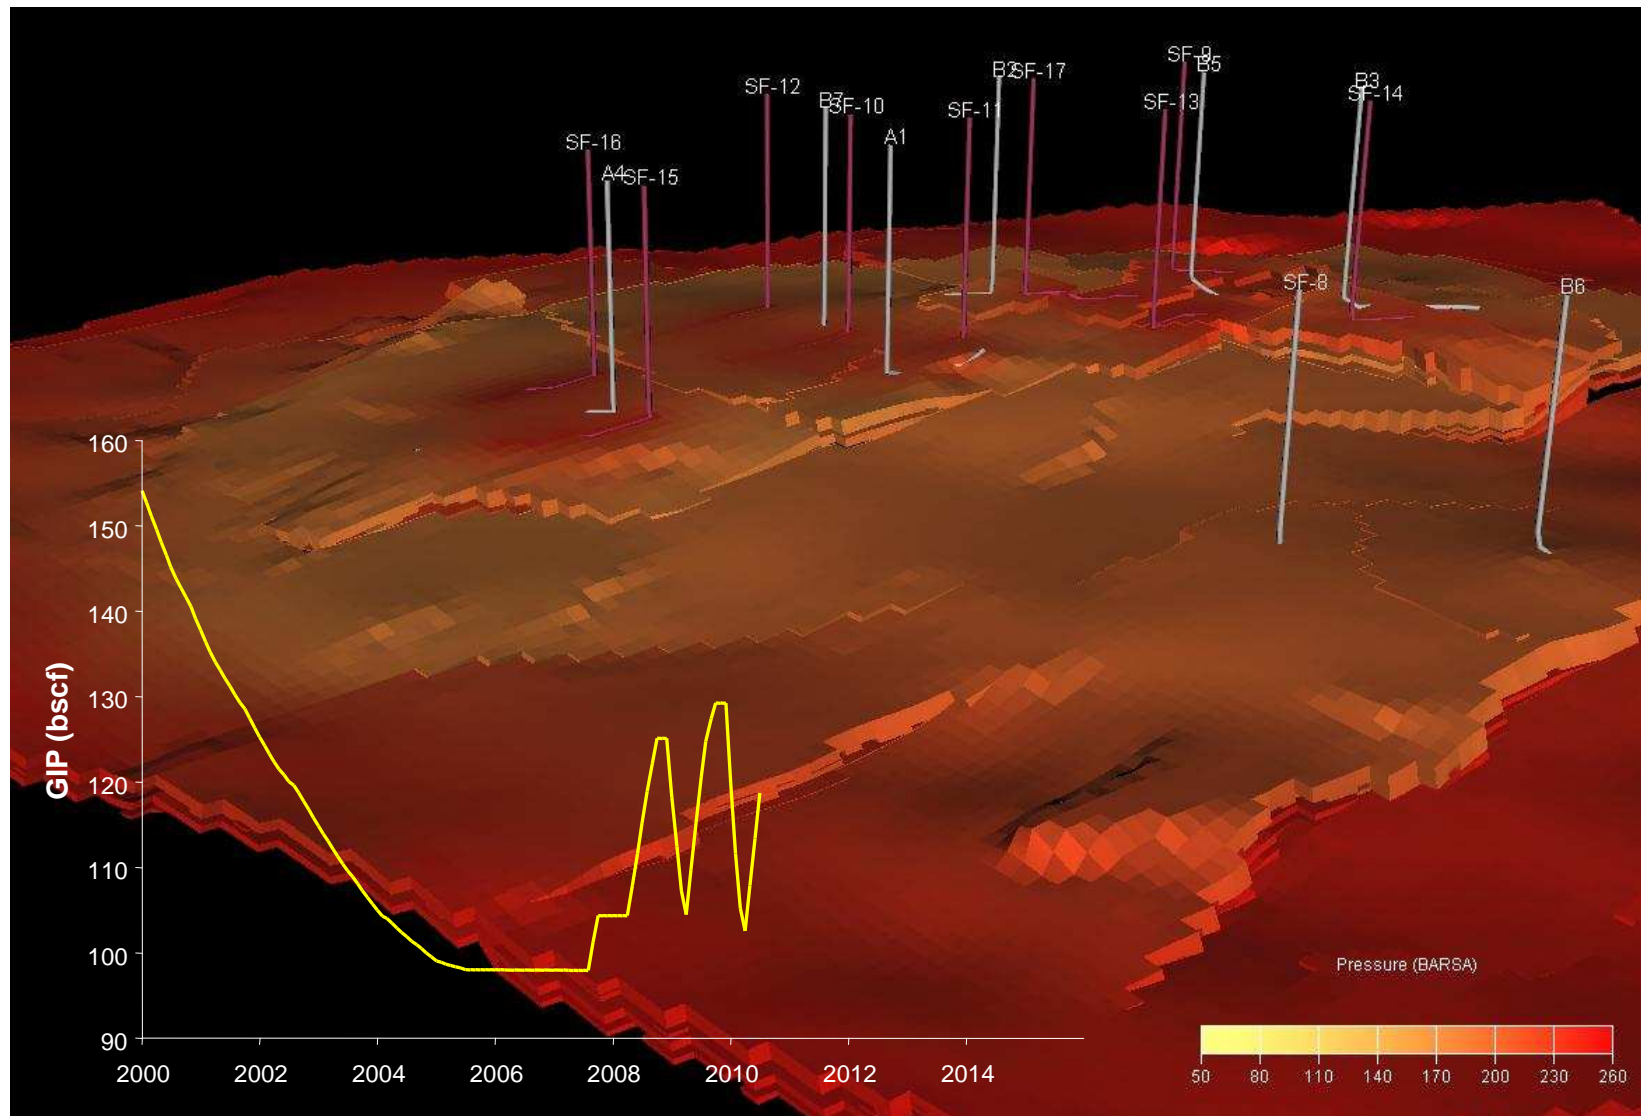 SF-9
B5
B2
SF-17
B3
SF-14
SF-12
B7
SF-10
SF-11
SF-13
A1
SF-16
A4
SF-15
SF-8
B6
160
150
140
130
120
110
100
90
GIP (bscf)
2000 2002 2004 2006 2008 2010 2012 2014
Pressure (BARSA)
50 80 110 140 170 200 230 260